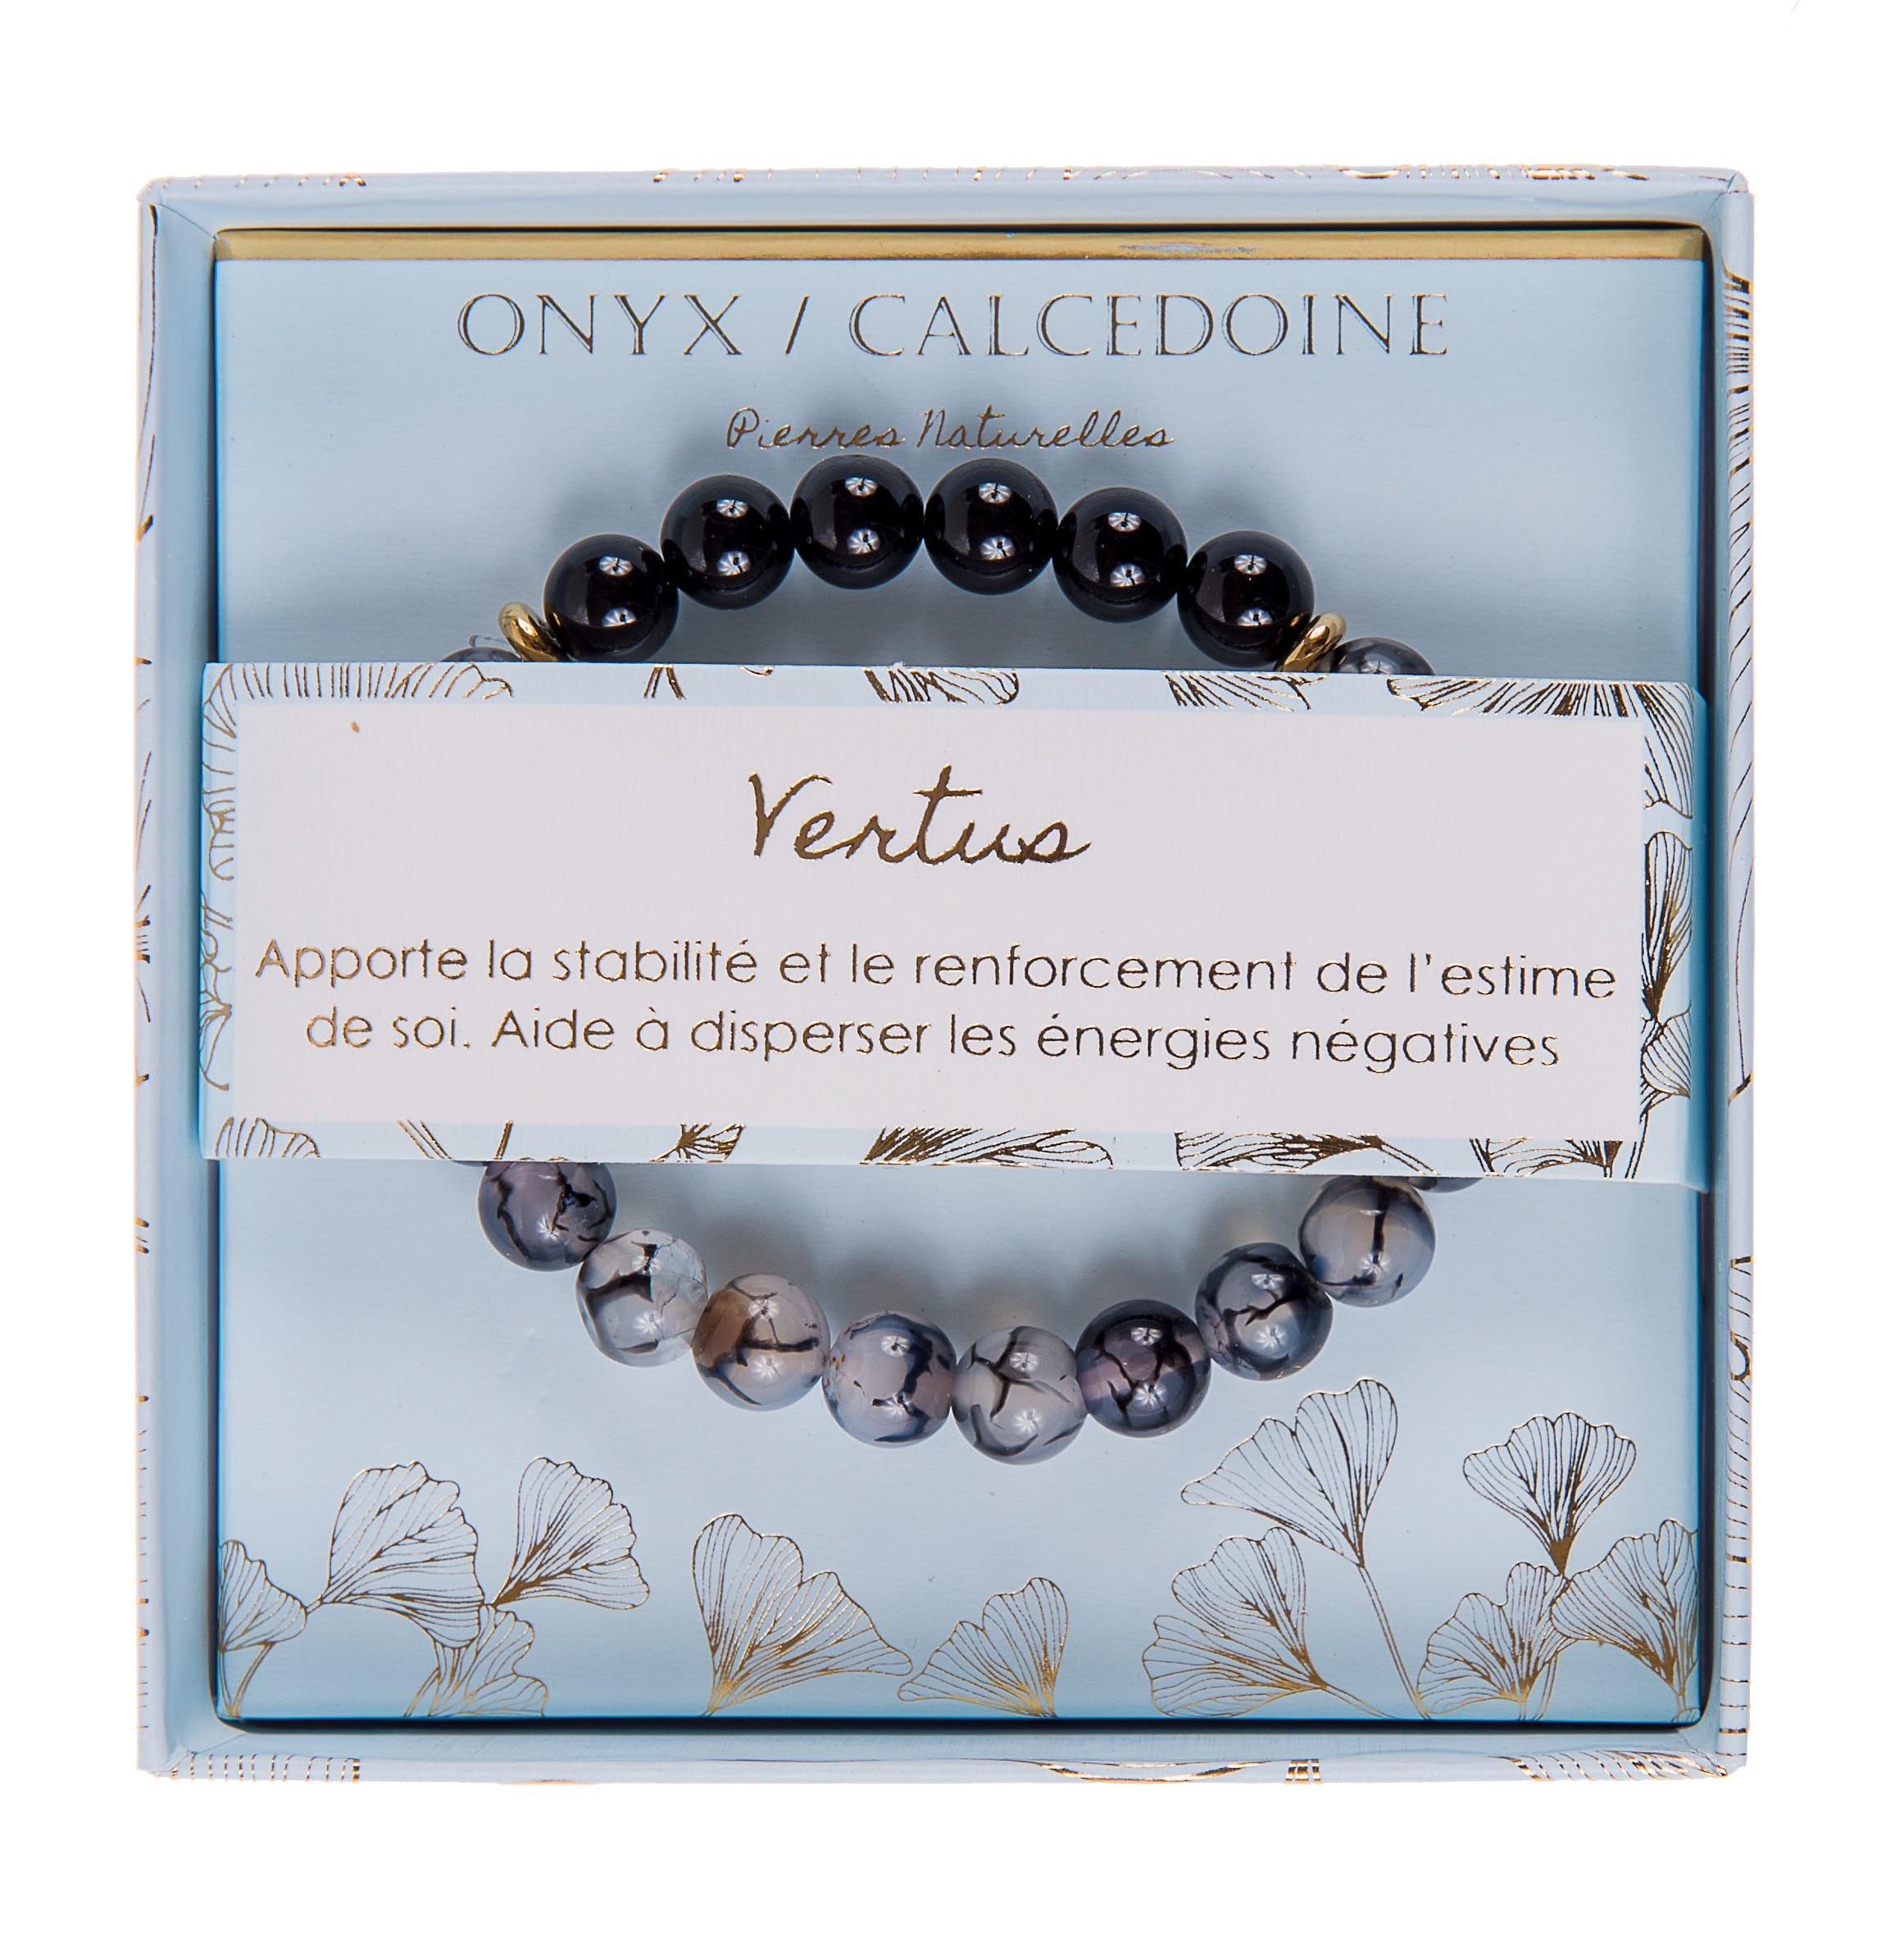 ONYX / CALCEDOINE
Pierres Naturelles
Vertus
Apporte la stabilité et le renforcement de l'estime
de soi. Aide à disperser les énergies négatives